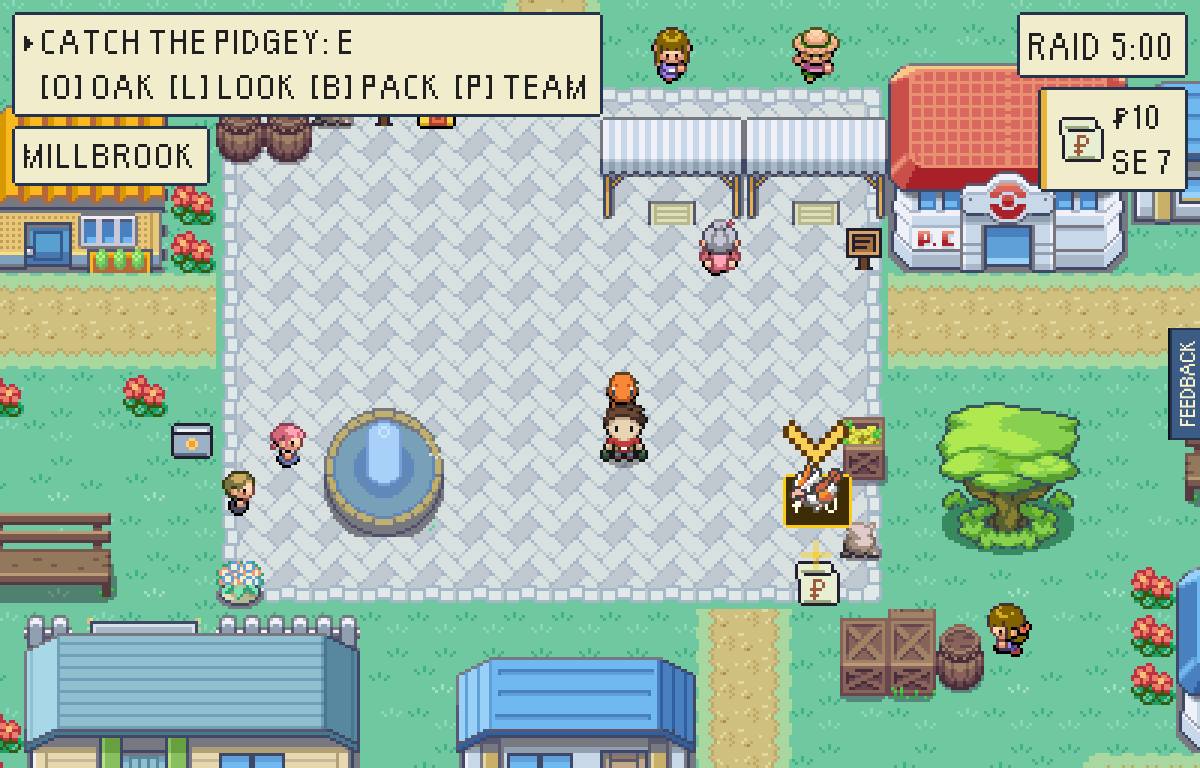 CATCH THE PIDGEY: E
[O] OAK [L] LOOK [B] PACK [P] TEAM
RAID 5:00
₽10
SE 7
MILLBROOK
P.C
FEEDBACK
₽
₽